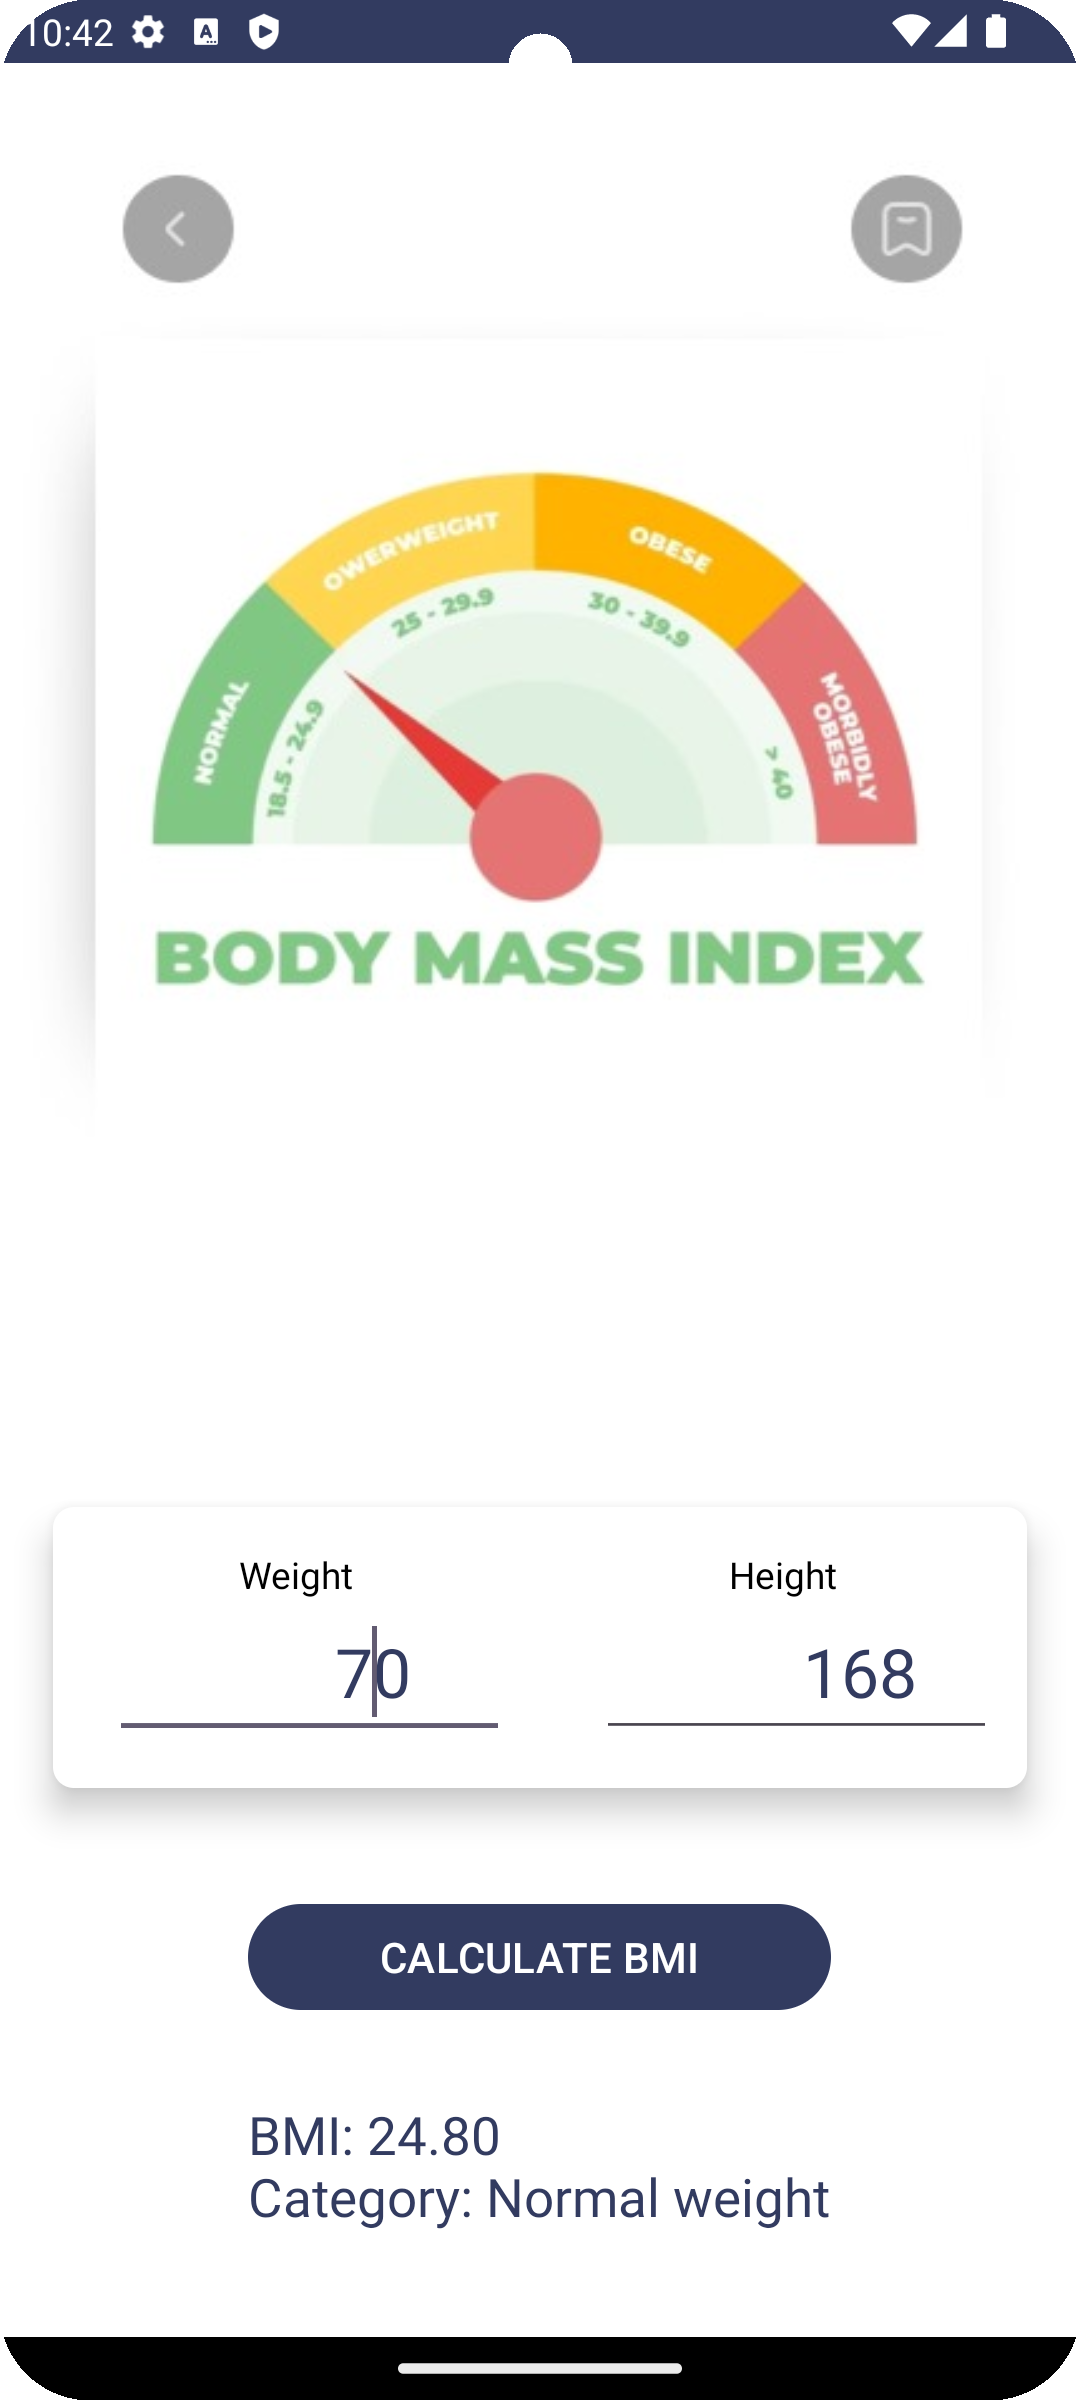 10:42
OWERWEIGHT
OBESE
25 - 29.9
30 - 39.9
NORMAL
18.5 - 24.9
MORBIDLY
OBESE
> 40
BODY MASS INDEX
Weight
Height
70
168
CALCULATE BMI
BMI: 24.80
Category: Normal weight